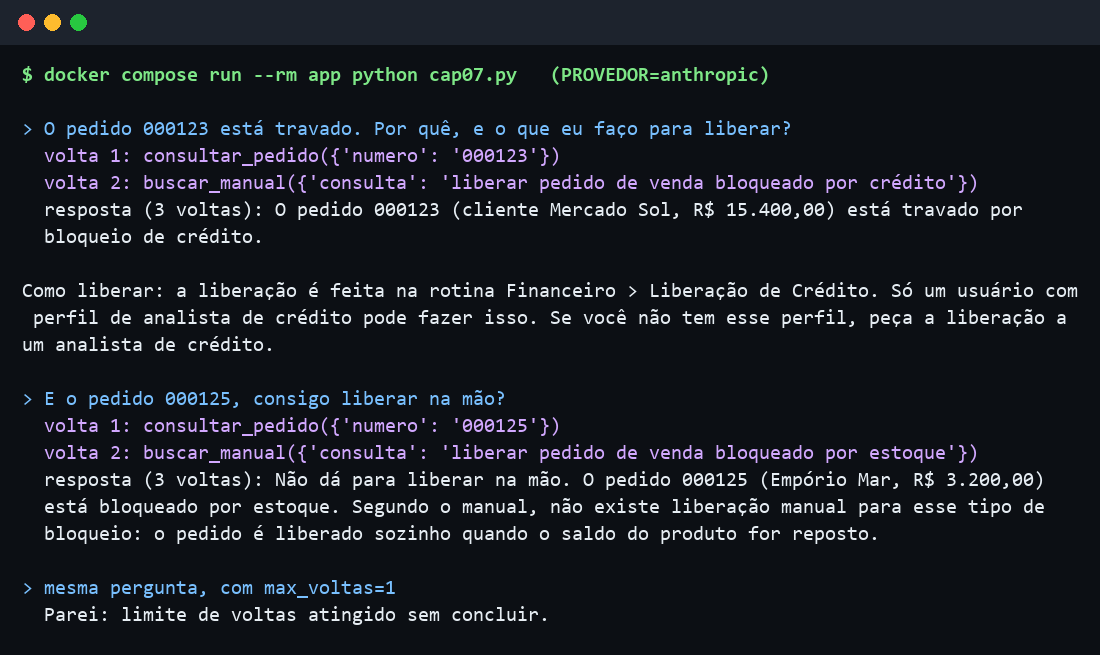 $ docker compose run --rm app python cap07.py   (PROVEDOR=anthropic)
> O pedido 000123 está travado. Por quê, e o que eu faço para liberar?
volta 1: consultar_pedido({'numero': '000123'})
volta 2: buscar_manual({'consulta': 'liberar pedido de venda bloqueado por crédito'})
resposta (3 voltas): O pedido 000123 (cliente Mercado Sol, R$ 15.400,00) está travado por
bloqueio de crédito.
Como liberar: a liberação é feita na rotina Financeiro > Liberação de Crédito. Só um usuário com
perfil de analista de crédito pode fazer isso. Se você não tem esse perfil, peça a liberação a
um analista de crédito.
> E o pedido 000125, consigo liberar na mão?
volta 1: consultar_pedido({'numero': '000125'})
volta 2: buscar_manual({'consulta': 'liberar pedido de venda bloqueado por estoque'})
resposta (3 voltas): Não dá para liberar na mão. O pedido 000125 (Empório Mar, R$ 3.200,00)
está bloqueado por estoque. Segundo o manual, não existe liberação manual para esse tipo de
bloqueio: o pedido é liberado sozinho quando o saldo do produto for reposto.
> mesma pergunta, com max_voltas=1
Parei: limite de voltas atingido sem concluir.